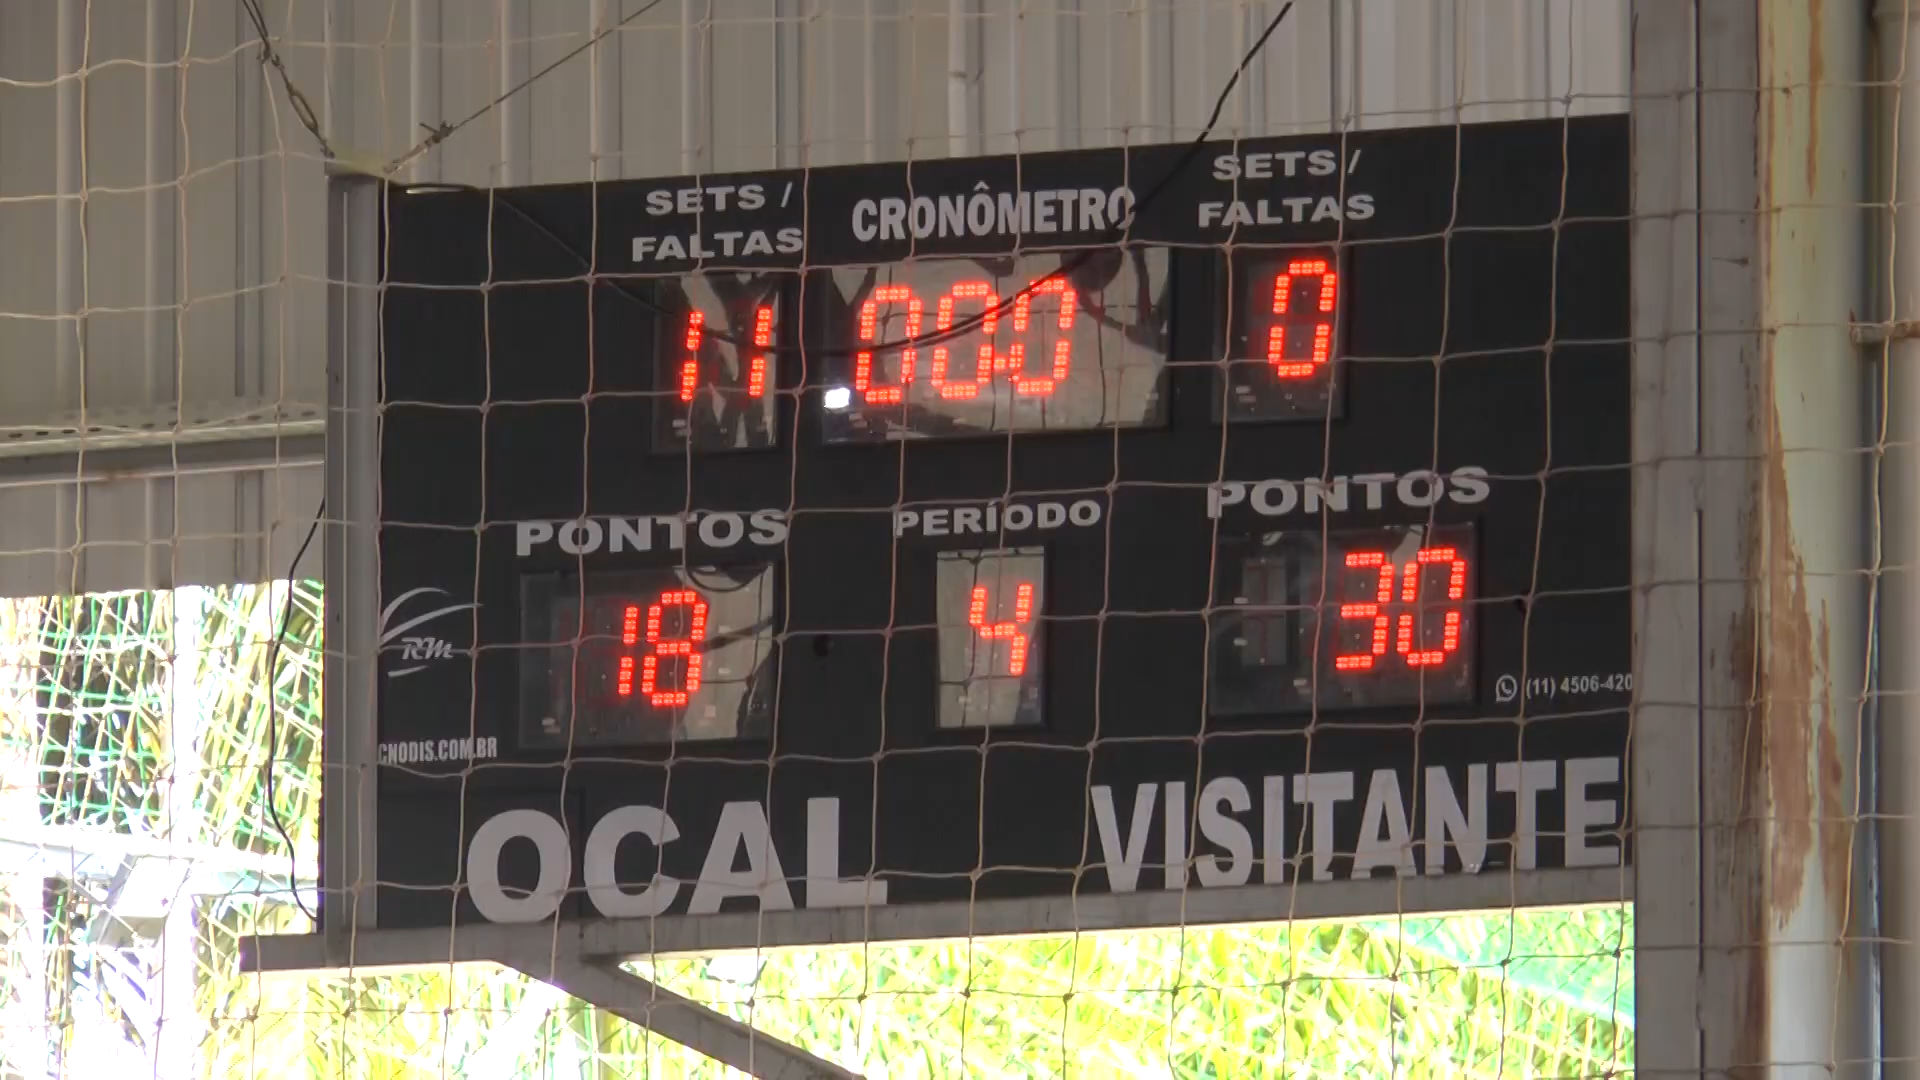 SETS /
FALTAS
CRONÔMETRO
SETS /
FALTAS
11
00:0
0
PONTOS
PERÍODO
PONTOS
18
4
30
RM
(11) 4506-420
CNODIS.COM.BR
OCAL
VISITANTE